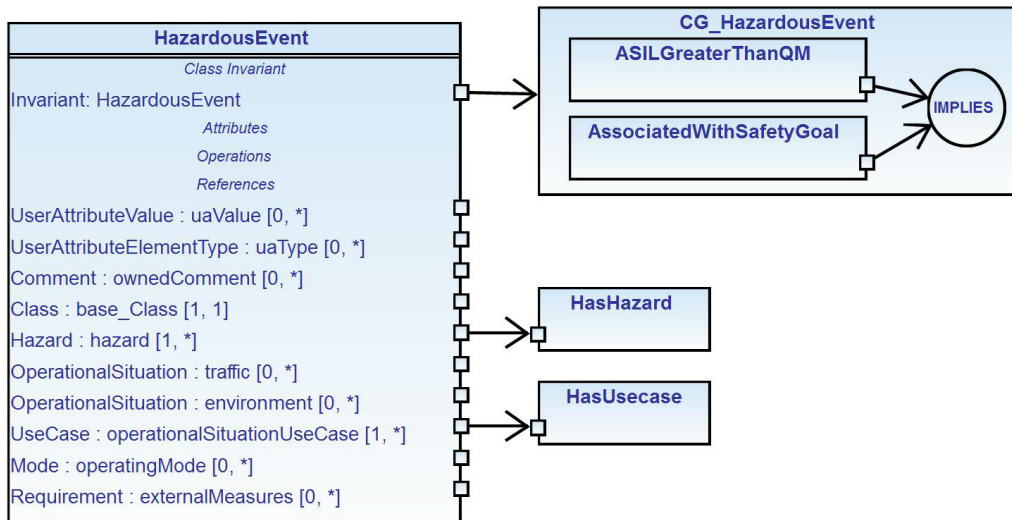 HazardousEvent
Class Invariant
Invariant: HazardousEvent
Attributes
Operations
References
UserAttributeValue : uaValue [0, *]
UserAttributeElementType : uaType [0, *]
Comment : ownedComment [0, *]
Class : base_Class [1, 1]
Hazard : hazard [1, *]
OperationalSituation : traffic [0, *]
OperationalSituation : environment [0, *]
UseCase : operationalSituationUseCase [1, *]
Mode : operatingMode [0, *]
Requirement : externalMeasures [0, *]
CG_HazardousEvent
ASILGreaterThanQM
AssociatedWithSafetyGoal
IMPLIES
HasHazard
HasUsecase